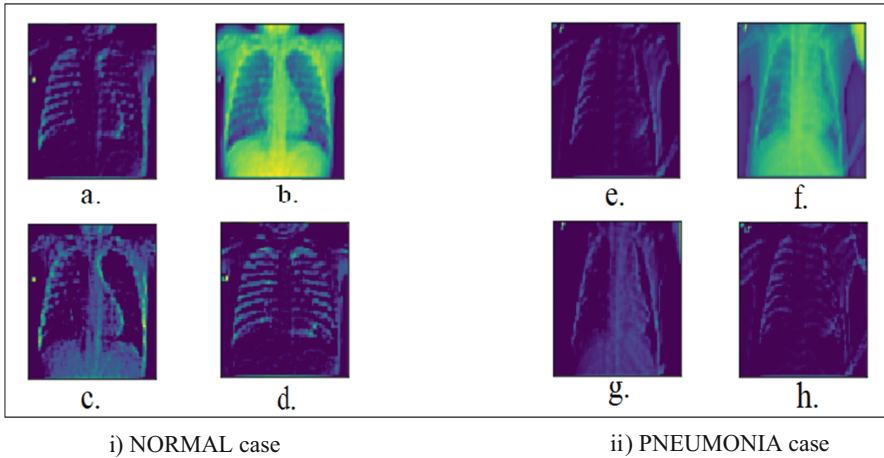 a. b. e. f.
c. d. g. h.
i) NORMAL case ii) PNEUMONIA case